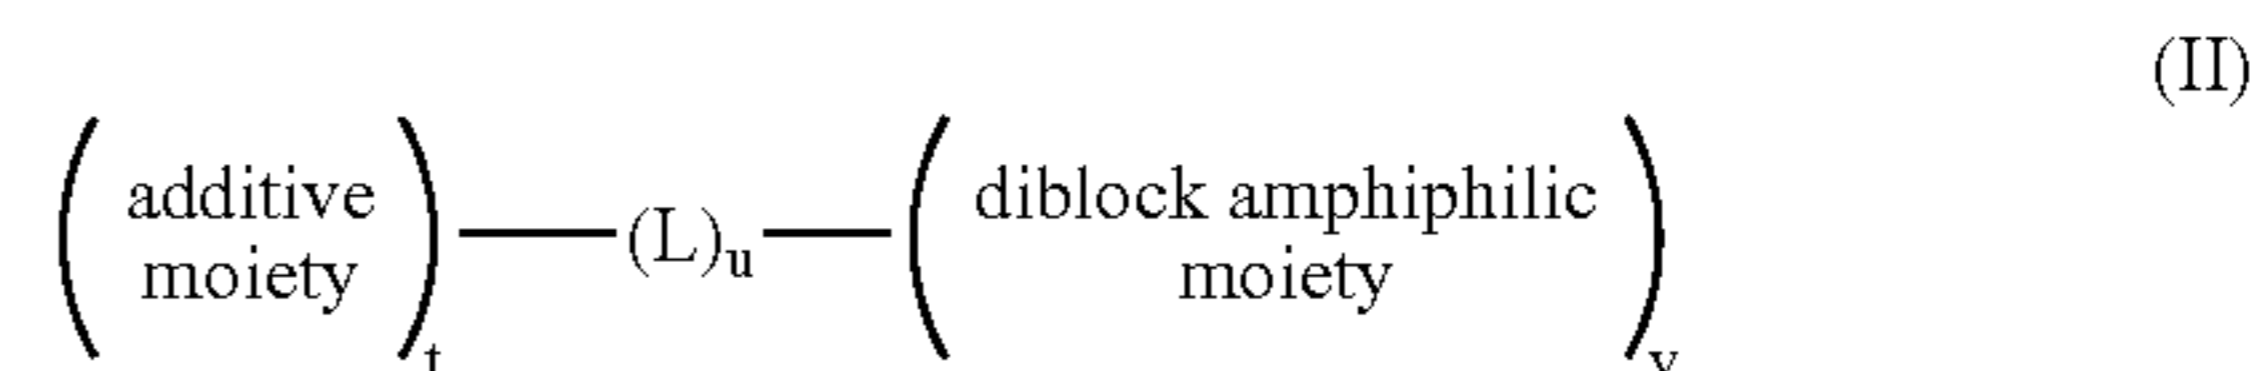 (II)
additive
moiety
t
(L)u
diblock amphiphilic
moiety
v